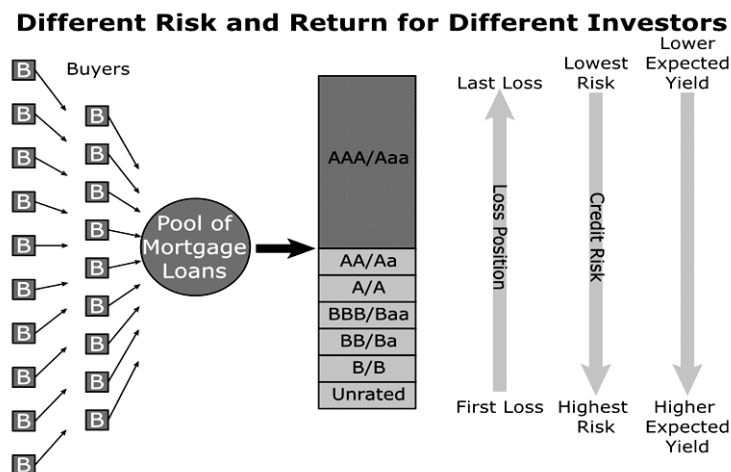 Different Risk and Return for Different Investors
B
B
B
B
B
B
B
B
B
B
Buyers
B
B
B
B
B
B
B
B
B
Pool of
Mortgage
Loans
AAA/Aaa
AA/Aa
A/A
BBB/Baa
BB/Ba
B/B
Unrated
Last Loss
Loss Position
First Loss
Lowest
Risk
Credit Risk
Highest
Risk
Lower
Expected
Yield
Higher
Expected
Yield